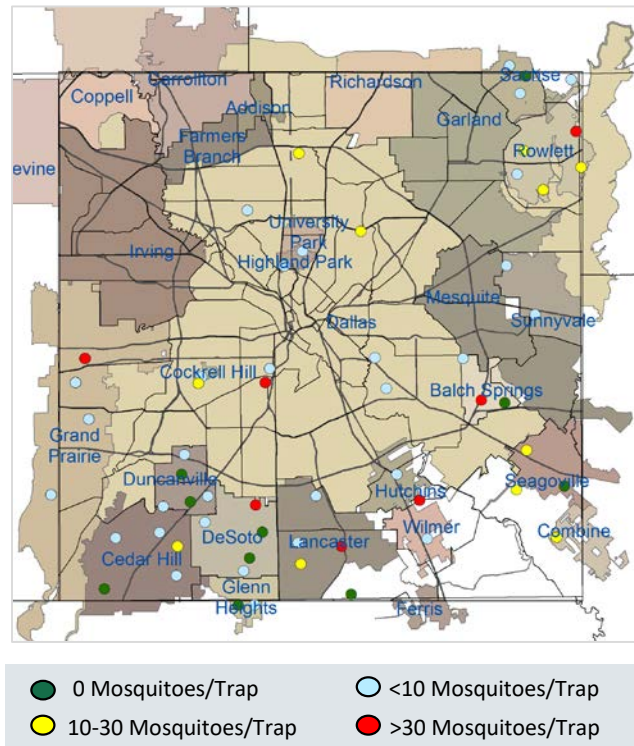 Carrollton
Sachse
Coppell
Richardson
Addison
Garland
Farmers
Branch
Rowlett
evine
University
Park
Irving
Highland Park
Mesquite
Sunnyvale
Dallas
Cockrell Hill
Balch Springs
Grand
Prairie
Duncanville
Hutchins
Seagoville
DeSoto
Lancaster
Wilmer
Combine
Cedar Hill
Glenn
Heights
Ferris
0 Mosquitoes/Trap
<10 Mosquitoes/Trap
10-30 Mosquitoes/Trap
>30 Mosquitoes/Trap